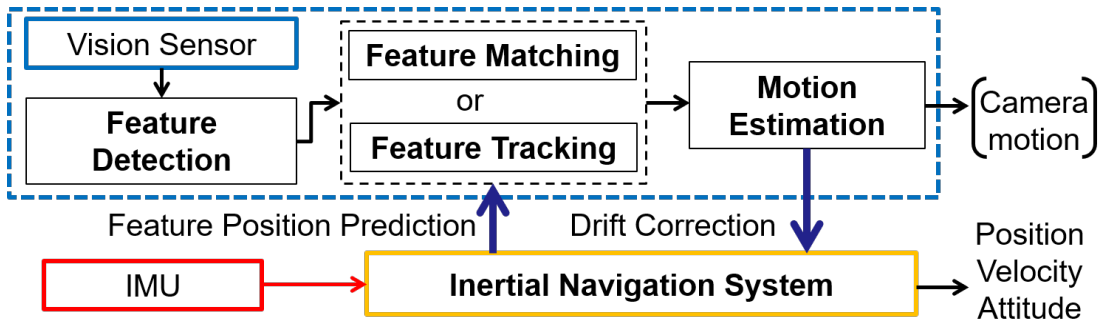 Vision Sensor
Feature
Detection
Feature Matching
or
Feature Tracking
Motion
Estimation
Camera
motion
Feature Position Prediction
Drift Correction
IMU
Inertial Navigation System
Position
Velocity
Attitude